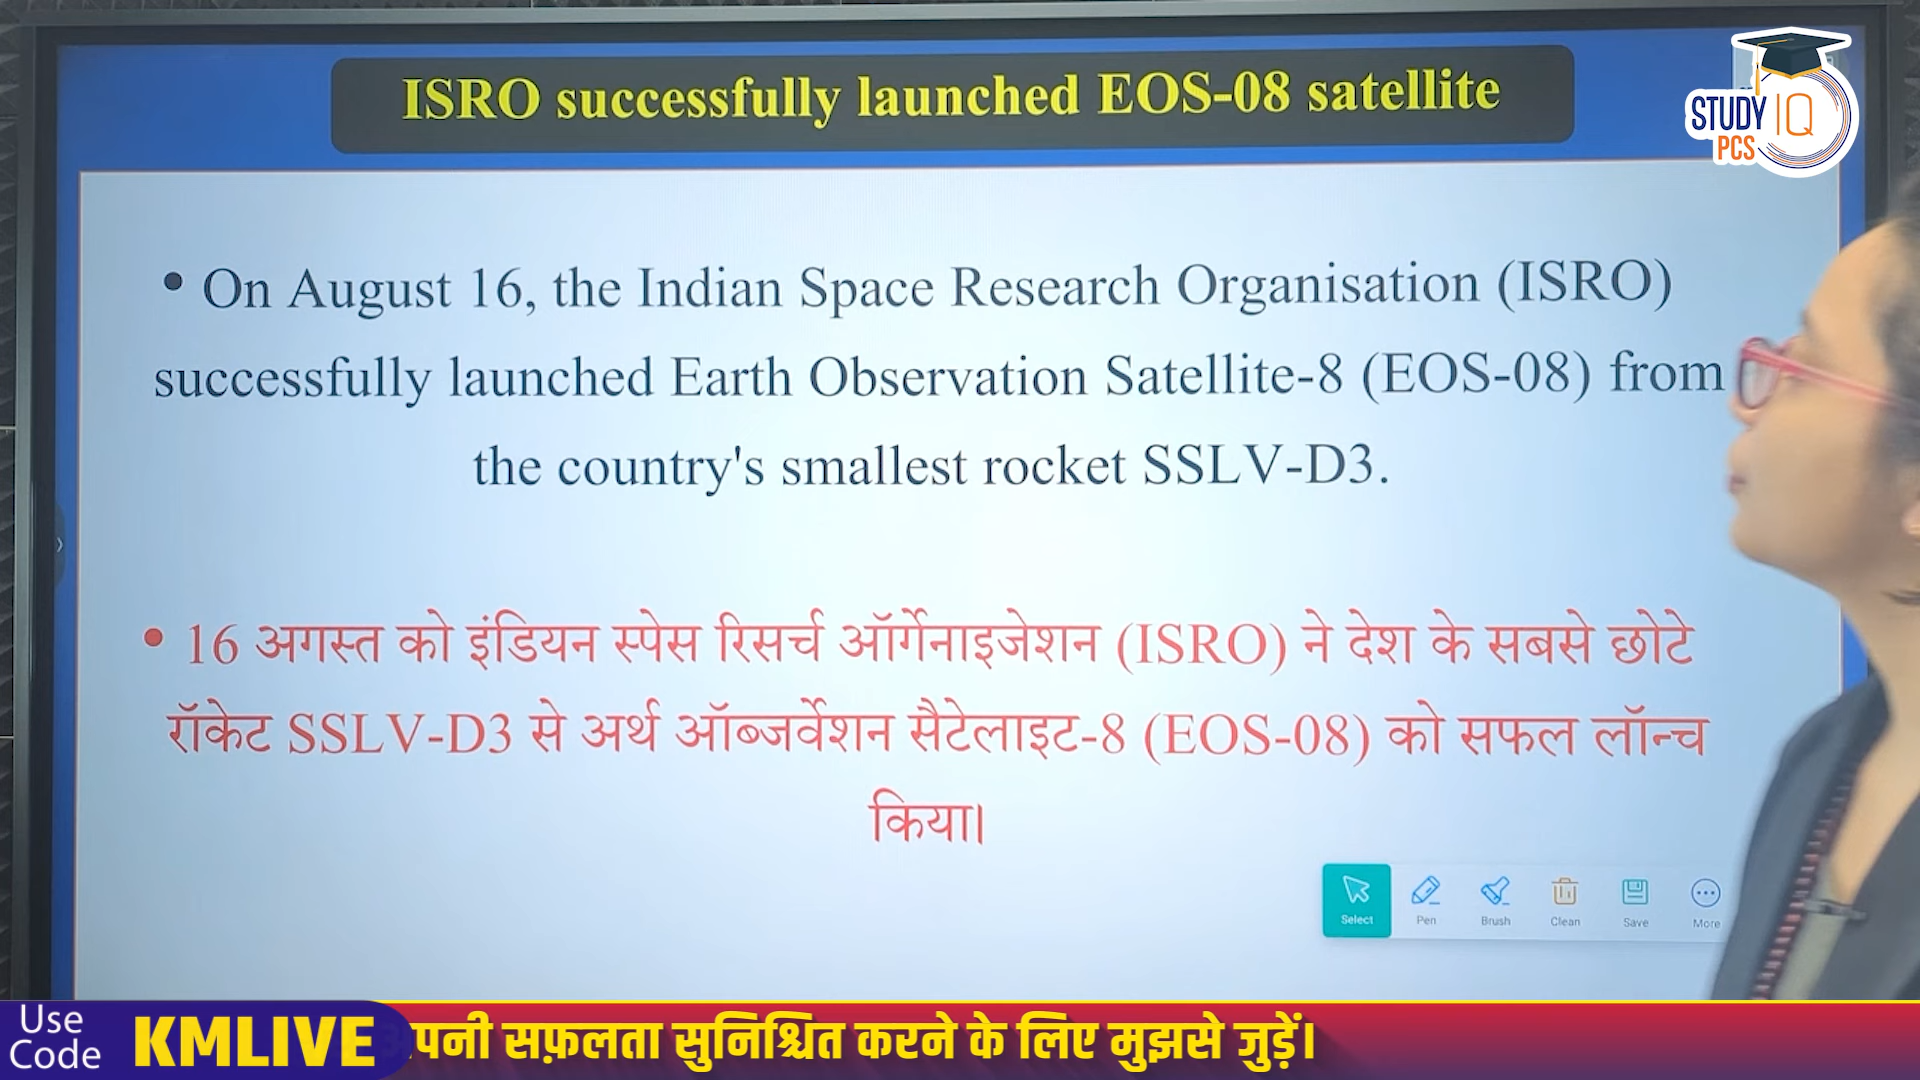 ISRO successfully launched EOS-08 satellite
STUDY IQ
PCS
• On August 16, the Indian Space Research Organisation (ISRO)
successfully launched Earth Observation Satellite-8 (EOS-08) from
the country's smallest rocket SSLV-D3.
• 16 अगस्त को इंडियन स्पेस रिसर्च ऑर्गेनाइजेशन (ISRO) ने देश के सबसे छोटे
रॉकेट SSLV-D3 से अर्थ ऑब्जर्वेशन सैटेलाइट-8 (EOS-08) को सफल लॉन्च
किया।
Select Pen Brush Clean Save More
Use
Code
KMLIVE
पनी सफ़लता सुनिश्चित करने के लिए मुझसे जुड़ें।